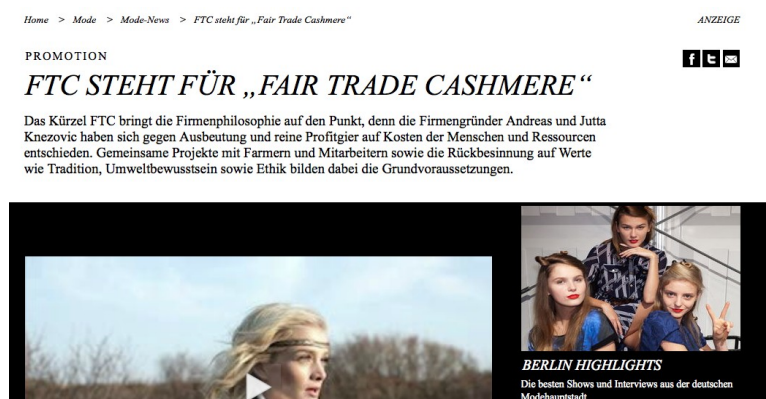 Home > Mode > Mode-News > FTC steht für „Fair Trade Cashmere“
ANZEIGE
PROMOTION
FTC STEHT FÜR „FAIR TRADE CASHMERE“
Das Kürzel FTC bringt die Firmenphilosophie auf den Punkt, denn die Firmengründer Andreas und Jutta
Knezovic haben sich gegen Ausbeutung und reine Profitgier auf Kosten der Menschen und Ressourcen
entschieden. Gemeinsame Projekte mit Farmern und Mitarbeitern sowie die Rückbesinnung auf Werte
wie Tradition, Umweltbewusstsein sowie Ethik bilden dabei die Grundvoraussetzungen.
BERLIN HIGHLIGHTS
Die besten Shows und Interviews aus der deutschen
Modehauptstadt